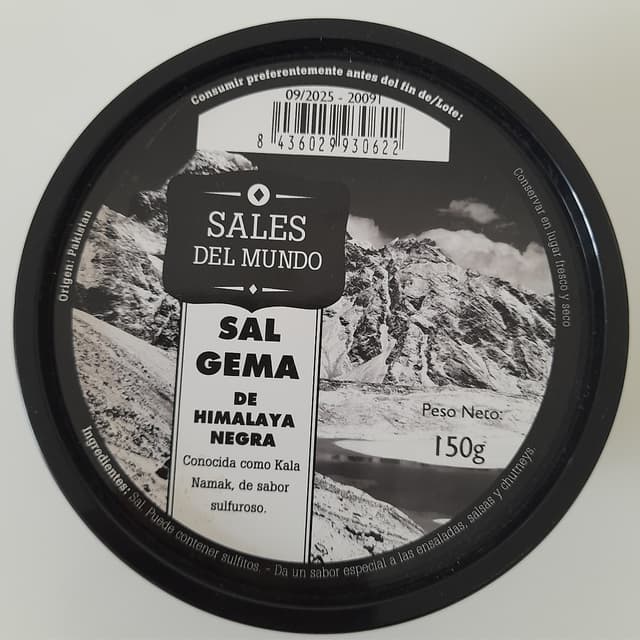 Consumir preferentemente antes del fin de/Lote:
09/2025 - 20091
8 436029 930622
SALES
DEL MUNDO
SAL
GEMA
DE
HIMALAYA
NEGRA
Conocida como Kala
Namak, de sabor
sulfuroso.
Peso Neto:
150g
Origen: Pakistan
Conservar en lugar fresco y seco
Ingredientes: Sal. Puede contener sulfitos. - Da un sabor especial a las ensaladas, salsas y chutneys.